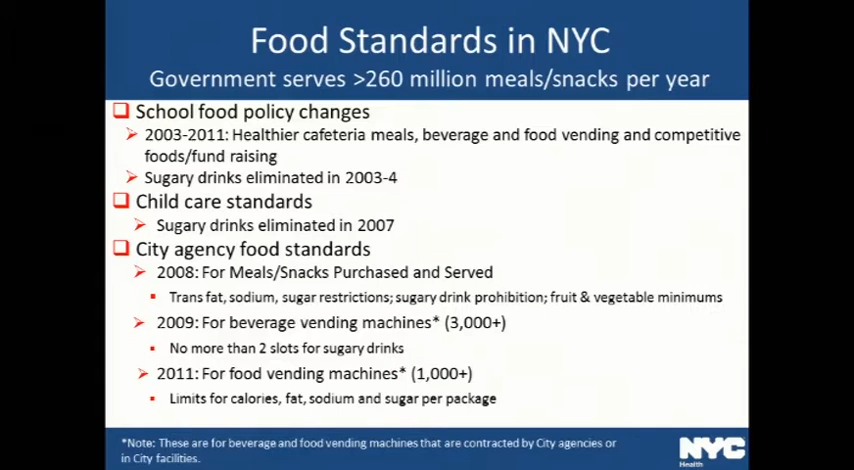 Food Standards in NYC
Government serves >260 million meals/snacks per year
School food policy changes
2003-2011: Healthier cafeteria meals, beverage and food vending and competitive
foods/fund raising
Sugary drinks eliminated in 2003-4
Child care standards
Sugary drinks eliminated in 2007
City agency food standards
2008: For Meals/Snacks Purchased and Served
Trans fat, sodium, sugar restrictions; sugary drink prohibition; fruit & vegetable minimums
2009: For beverage vending machines* (3,000+)
No more than 2 slots for sugary drinks
2011: For food vending machines* (1,000+)
Limits for calories, fat, sodium and sugar per package
*Note: These are for beverage and food vending machines that are contracted by City agencies or
in City facilities.
NYC
Health